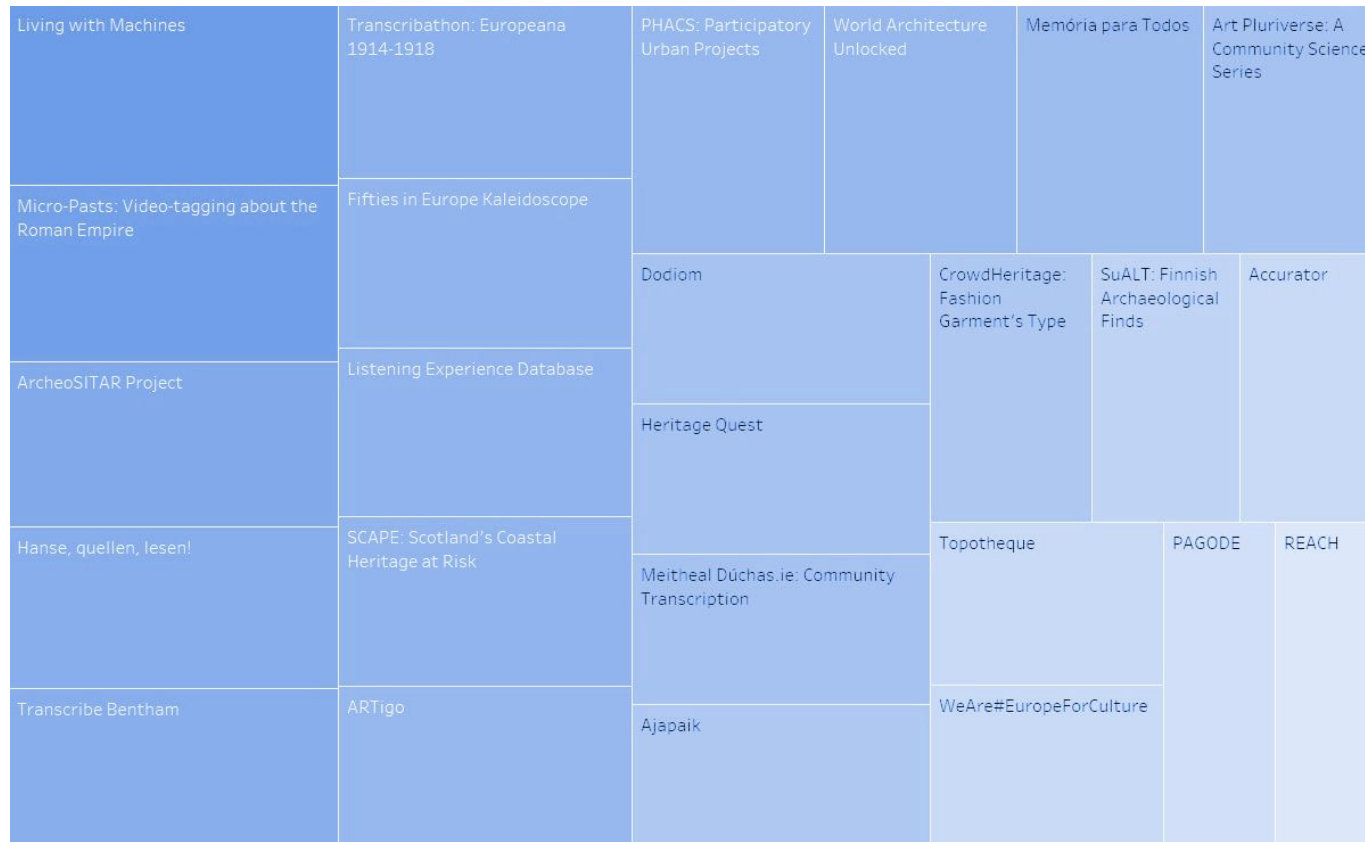 Living with Machines
Micro-Pasts: Video-tagging about the
Roman Empire
ArcheoSITAR Project
Hanse, quellen, lesen!
Transcribe Bentham
Transcribathon: Europeana
1914-1918
Fifties in Europe Kaleidoscope
Listening Experience Database
SCAPE: Scotland's Coastal
Heritage at Risk
ARTigo
PHACS: Participatory
Urban Projects
World Architecture
Unlocked
Memória para Todos
Art Pluriverse: A
Community Science
Series
Dodiom
Heritage Quest
Meitheal Dúchas.ie: Community
Transcription
Ajapaik
CrowdHeritage:
Fashion
Garment's Type
SuALT: Finnish
Archaeological
Finds
Accurator
Topotheque
WeAre#EuropeForCulture
PAGODE
REACH